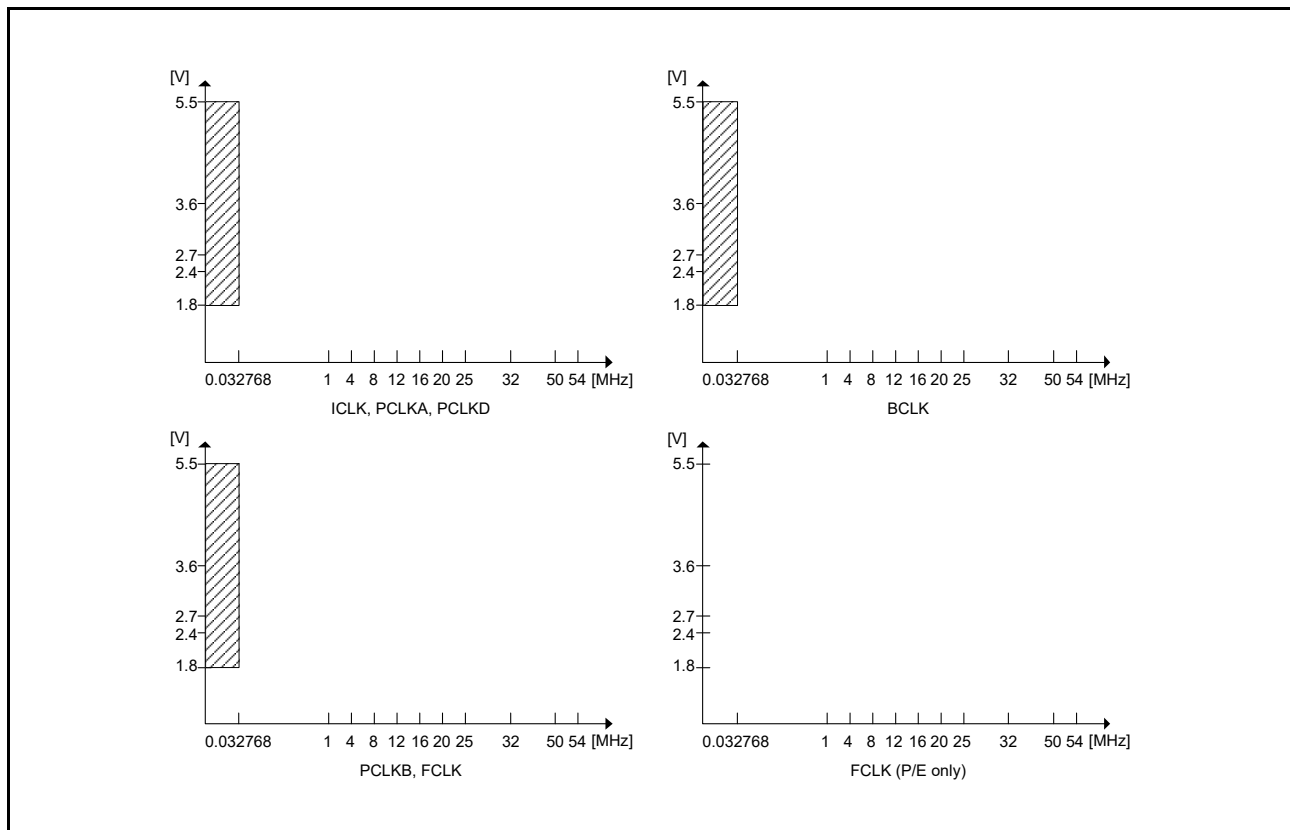 [V]
5.5
3.6
2.7
2.4
1.8
0.032768 1 4 8 12 16 20 25 32 50 54 [MHz]
ICLK, PCLKA, PCLKD
[V]
5.5
3.6
2.7
2.4
1.8
0.032768 1 4 8 12 16 20 25 32 50 54 [MHz]
BCLK
[V]
5.5
3.6
2.7
2.4
1.8
0.032768 1 4 8 12 16 20 25 32 50 54 [MHz]
PCLKB, FCLK
[V]
5.5
3.6
2.7
2.4
1.8
0.032768 1 4 8 12 16 20 25 32 50 54 [MHz]
FCLK (P/E only)